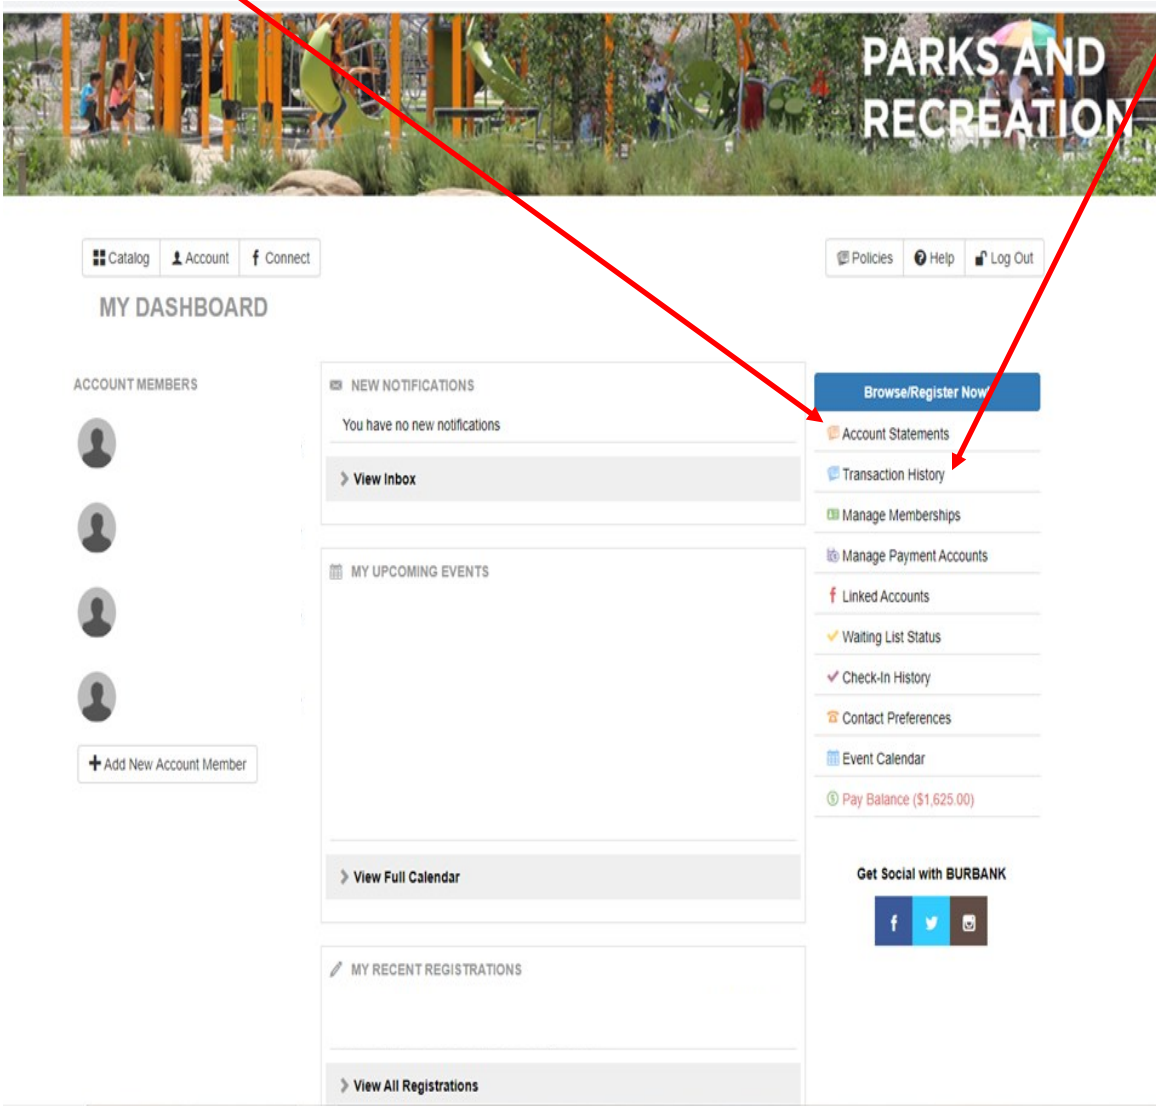 PARKS AND
RECREATION
Catalog Account Connect
Policies Help Log Out
MY DASHBOARD
ACCOUNT MEMBERS
Add New Account Member
NEW NOTIFICATIONS
You have no new notifications
View Inbox
MY UPCOMING EVENTS
View Full Calendar
MY RECENT REGISTRATIONS
View All Registrations
Browse/Register Now!
Account Statements
Transaction History
Manage Memberships
Manage Payment Accounts
Linked Accounts
Waiting List Status
Check-In History
Contact Preferences
Event Calendar
Pay Balance ($1,625.00)
Get Social with BURBANK